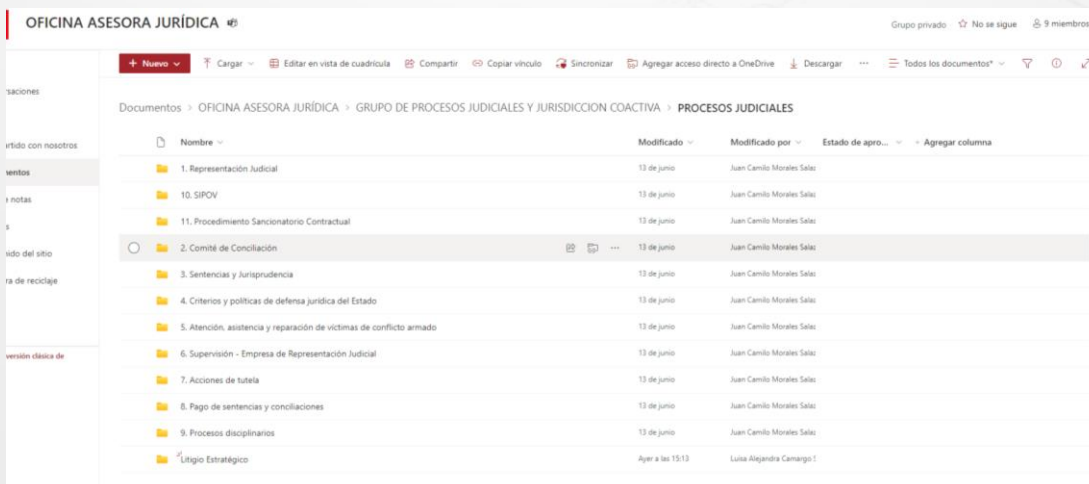 OFICINA ASESORA JURÍDICA
Grupo privado ☆ No se sigue 9 miembros
+ Nuevo Cargar Editar en vista de cuadrícula Compartir Copiar vínculo Sincronizar Agregar acceso directo a OneDrive Descargar ... Todos los documentos*
Documentos > OFICINA ASESORA JURÍDICA > GRUPO DE PROCESOS JUDICIALES Y JURISDICCION COACTIVA > PROCESOS JUDICIALES
saciones
rtido con nosotros
entos
notas
s
ido del sitio
ra de reciclaje
versión clásica de
Nombre Modificado Modificado por Estado de apro... + Agregar columna
1. Representación Judicial 13 de junio Juan Camilo Morales Salaz
10. SIPOV 13 de junio Juan Camilo Morales Salaz
11. Procedimiento Sancionatorio Contractual 13 de junio Juan Camilo Morales Salaz
2. Comité de Conciliación ... 13 de junio Juan Camilo Morales Salaz
3. Sentencias y Jurisprudencia 13 de junio Juan Camilo Morales Salaz
4. Criterios y políticas de defensa jurídica del Estado 13 de junio Juan Camilo Morales Salaz
5. Atención, asistencia y reparación de víctimas de conflicto armado 13 de junio Juan Camilo Morales Salaz
6. Supervisión - Empresa de Representación Judicial 13 de junio Juan Camilo Morales Salaz
7. Acciones de tutela 13 de junio Juan Camilo Morales Salaz
8. Pago de sentencias y conciliaciones 13 de junio Juan Camilo Morales Salaz
9. Procesos disciplinarios 13 de junio Juan Camilo Morales Salaz
Litigio Estratégico Ayer a las 15:13 Luisa Alejandra Camargo S